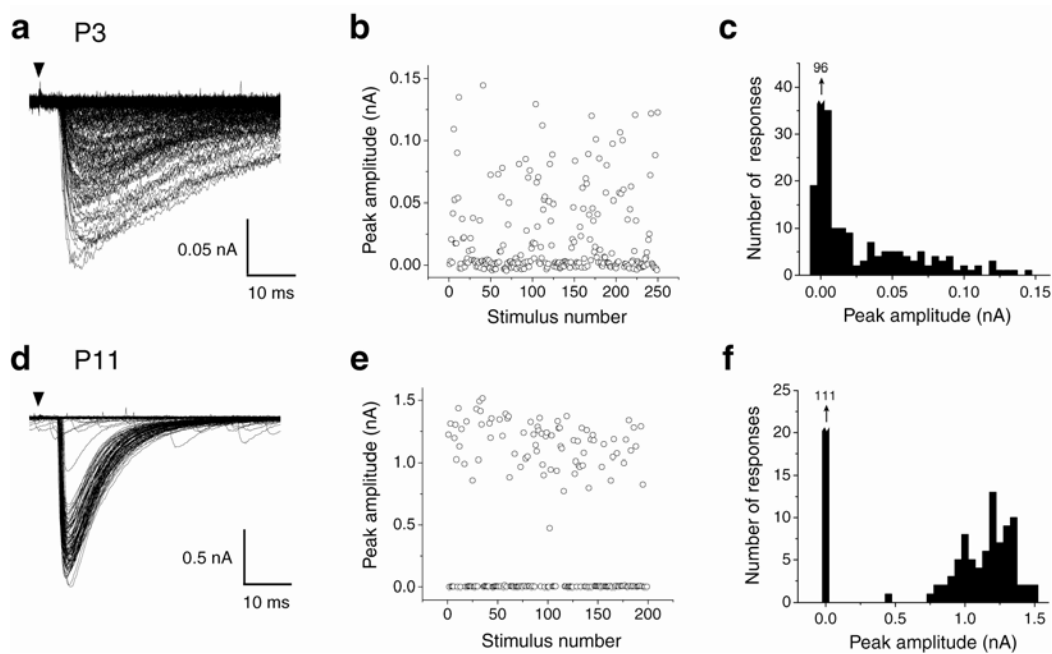 a P3
0.05 nA
10 ms
b
Peak amplitude (nA)
0.15
0.10
0.05
0.00
0 50 100 150 200 250
Stimulus number
c
Number of responses
96
40
30
20
10
0
0.00 0.05 0.10 0.15
Peak amplitude (nA)
d P11
0.5 nA
10 ms
e
Peak amplitude (nA)
1.5
1.0
0.5
0.0
0 50 100 150 200
Stimulus number
f
Number of responses
111
25
20
15
10
5
0
0.0 0.5 1.0 1.5
Peak amplitude (nA)